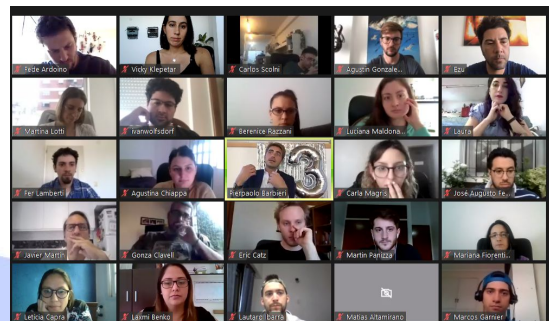 Fede Ardoino
Vicky Klepetar
Carlos Scolni
Agustin Gonzale...
Ezu
Martina Lotti
ivanwolfsdorf
Berenice Razzani
Luciana Maldona...
Laura
Fer Lamberti
Agustina Chiappa
13
Pierpaolo Barbieri
Carla Magris
José Augusto Fe...
Javier Martin
Gonza Clavell
Eric Catz
Martin Panizza
Mariana Fiorenti...
Leticia Capra
Laxmi Benko
Lautaro Ibarra
Matias Altamirano
Marcos Garnier